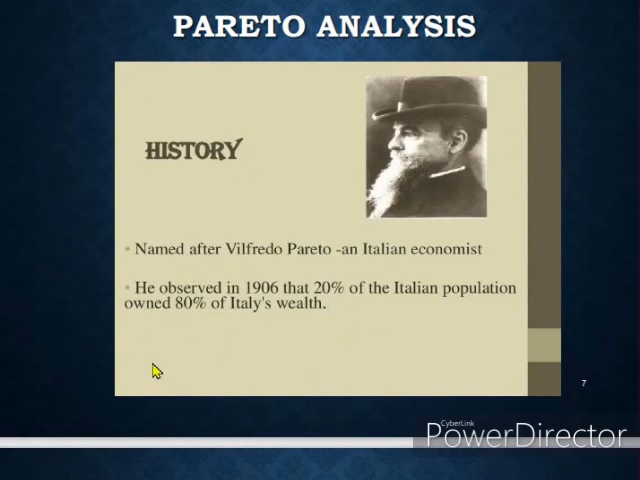 PARETO ANALYSIS
HISTORY
• Named after Vilfredo Pareto -an Italian economist
• He observed in 1906 that 20% of the Italian population
owned 80% of Italy's wealth.
7
CyberLink
PowerDirector